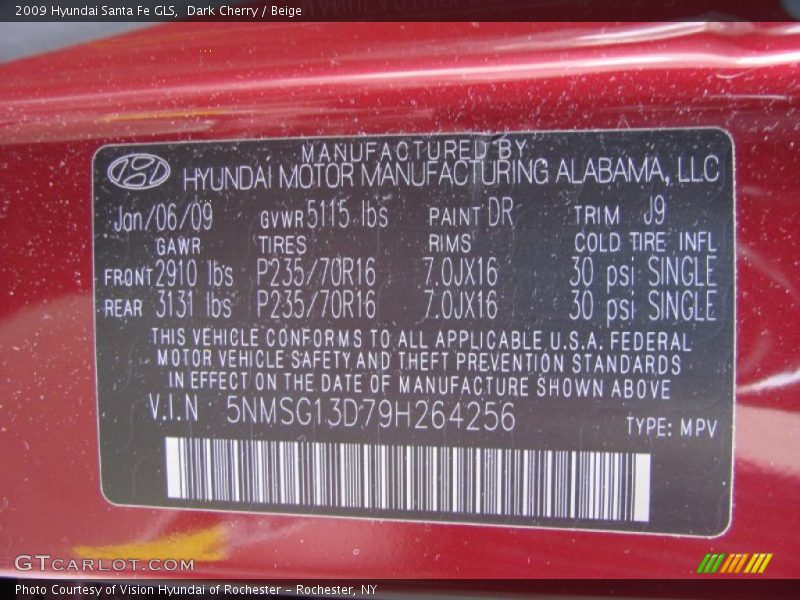 2009 Hyundai Santa Fe GLS, Dark Cherry / Beige
MANUFACTURED BY
HYUNDAI MOTOR MANUFACTURING ALABAMA, LLC
Jan/06/09 GVWR 5115 lbs PAINT DR TRIM J9
GAWR TIRES RIMS COLD TIRE INFL
FRONT 2910 lbs P235/70R16 7.0JX16 30 psi SINGLE
REAR 3131 lbs P235/70R16 7.0JX16 30 psi SINGLE
THIS VEHICLE CONFORMS TO ALL APPLICABLE U.S.A. FEDERAL
MOTOR VEHICLE SAFETY AND THEFT PREVENTION STANDARDS
IN EFFECT ON THE DATE OF MANUFACTURE SHOWN ABOVE
V.I.N 5NMSG13D79H264256 TYPE: MPV
GTCARLOT.COM
Photo Courtesy of Vision Hyundai of Rochester – Rochester, NY